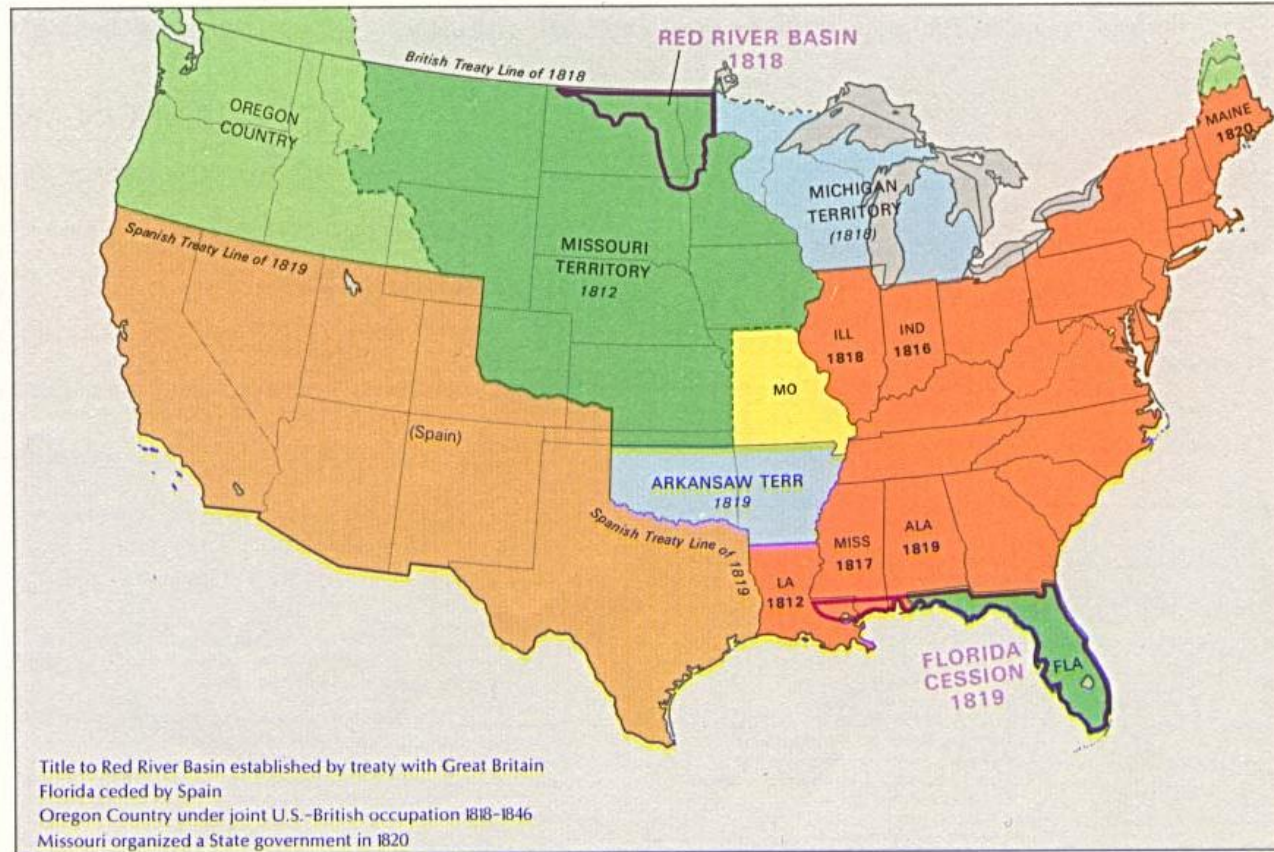 RED RIVER BASIN
1818
British Treaty Line of 1818
OREGON
COUNTRY
MAINE
1820
MICHIGAN
TERRITORY
(1818)
Spanish Treaty Line of 1819
MISSOURI
TERRITORY
1812
ILL
1818
IND
1816
MO
(Spain)
ARKANSAW TERR
1819
Spanish Treaty Line of 1819
MISS
1817
ALA
1819
LA
1812
FLORIDA
CESSION
1819
FLA
Title to Red River Basin established by treaty with Great Britain
Florida ceded by Spain
Oregon Country under joint U.S.-British occupation 1818-1846
Missouri organized a State government in 1820